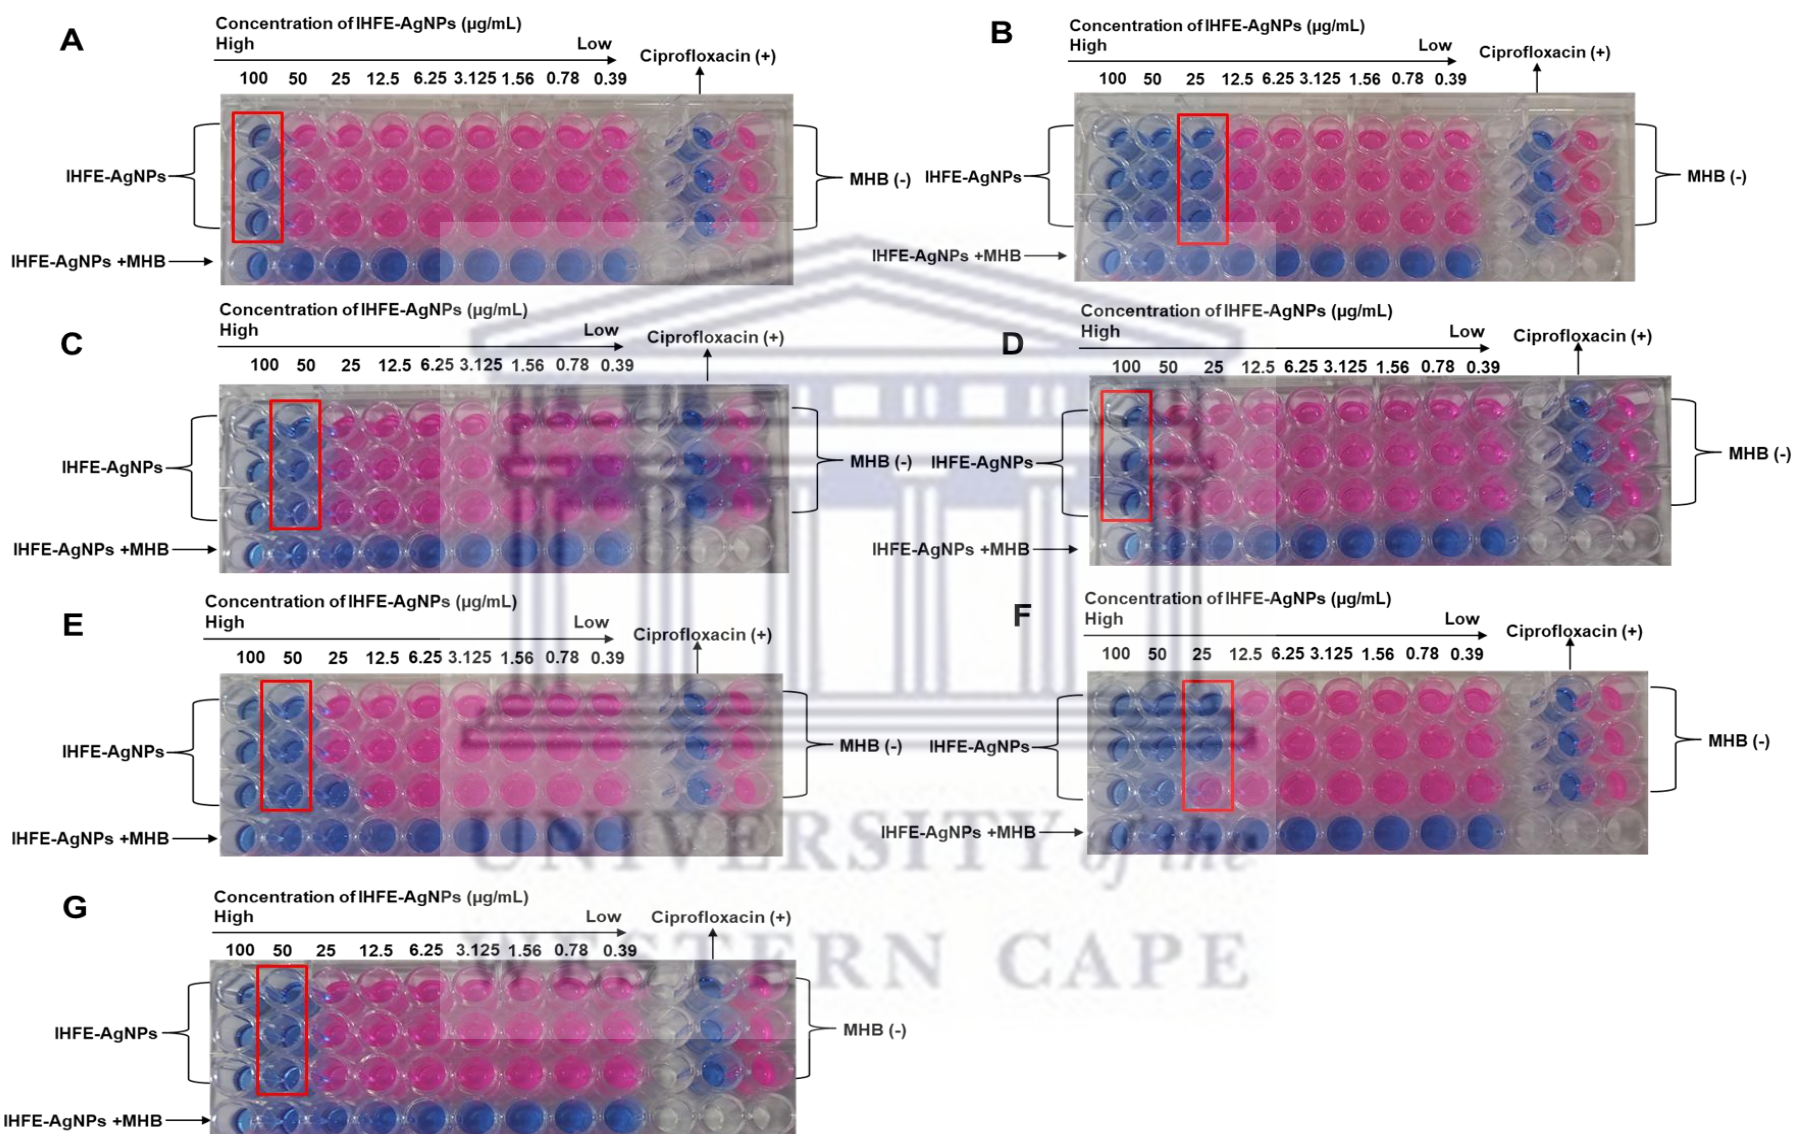 A
Concentration of IHFE-AgNPs (µg/mL)
High
Low
Ciprofloxacin (+)
100 50 25 12.5 6.25 3.125 1.56 0.78 0.39
IHFE-AgNPs
MHB (-)
IHFE-AgNPs +MHB
B
Concentration of IHFE-AgNPs (µg/mL)
High
Low
Ciprofloxacin (+)
100 50 25 12.5 6.25 3.125 1.56 0.78 0.39
IHFE-AgNPs
MHB (-)
IHFE-AgNPs +MHB
C
Concentration of IHFE-AgNPs (µg/mL)
High
Low
Ciprofloxacin (+)
100 50 25 12.5 6.25 3.125 1.56 0.78 0.39
IHFE-AgNPs
MHB (-)
IHFE-AgNPs +MHB
D
Concentration of IHFE-AgNPs (µg/mL)
High
Low
Ciprofloxacin (+)
100 50 25 12.5 6.25 3.125 1.56 0.78 0.39
IHFE-AgNPs
MHB (-)
IHFE-AgNPs +MHB
E
Concentration of IHFE-AgNPs (µg/mL)
High
Low
Ciprofloxacin (+)
100 50 25 12.5 6.25 3.125 1.56 0.78 0.39
IHFE-AgNPs
MHB (-)
IHFE-AgNPs +MHB
F
Concentration of IHFE-AgNPs (µg/mL)
High
Low
Ciprofloxacin (+)
100 50 25 12.5 6.25 3.125 1.56 0.78 0.39
IHFE-AgNPs
MHB (-)
IHFE-AgNPs +MHB
UNIVERSITY of the
WESTERN CAPE
G
Concentration of IHFE-AgNPs (µg/mL)
High
Low
Ciprofloxacin (+)
100 50 25 12.5 6.25 3.125 1.56 0.78 0.39
IHFE-AgNPs
MHB (-)
IHFE-AgNPs +MHB